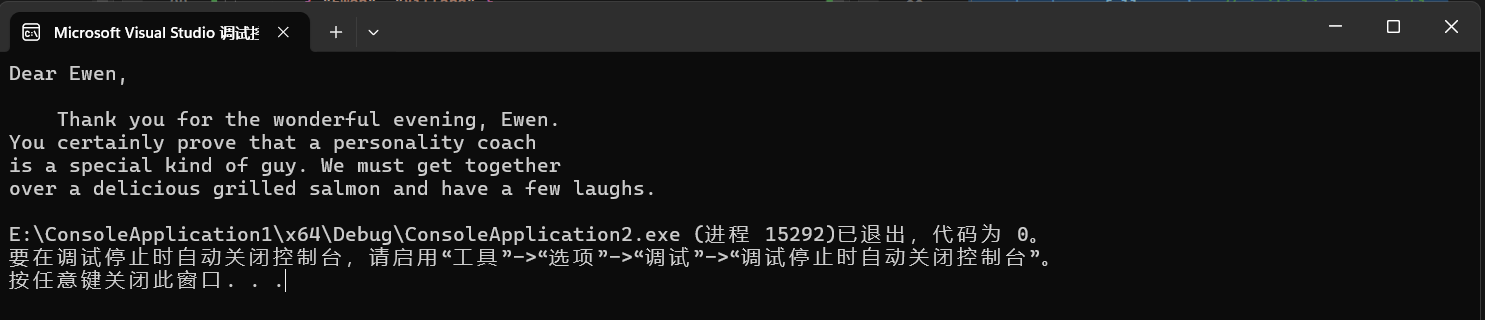 Microsoft Visual Studio 调试
Dear Ewen,
Thank you for the wonderful evening, Ewen.
You certainly prove that a personality coach
is a special kind of guy. We must get together
over a delicious grilled salmon and have a few laughs.
E:\ConsoleApplication1\x64\Debug\ConsoleApplication2.exe (进程 15292)已退出，代码为 0。
要在调试停止时自动关闭控制台，请启用“工具”->“选项”->“调试”->“调试停止时自动关闭控制台”。
按任意键关闭此窗口. . .